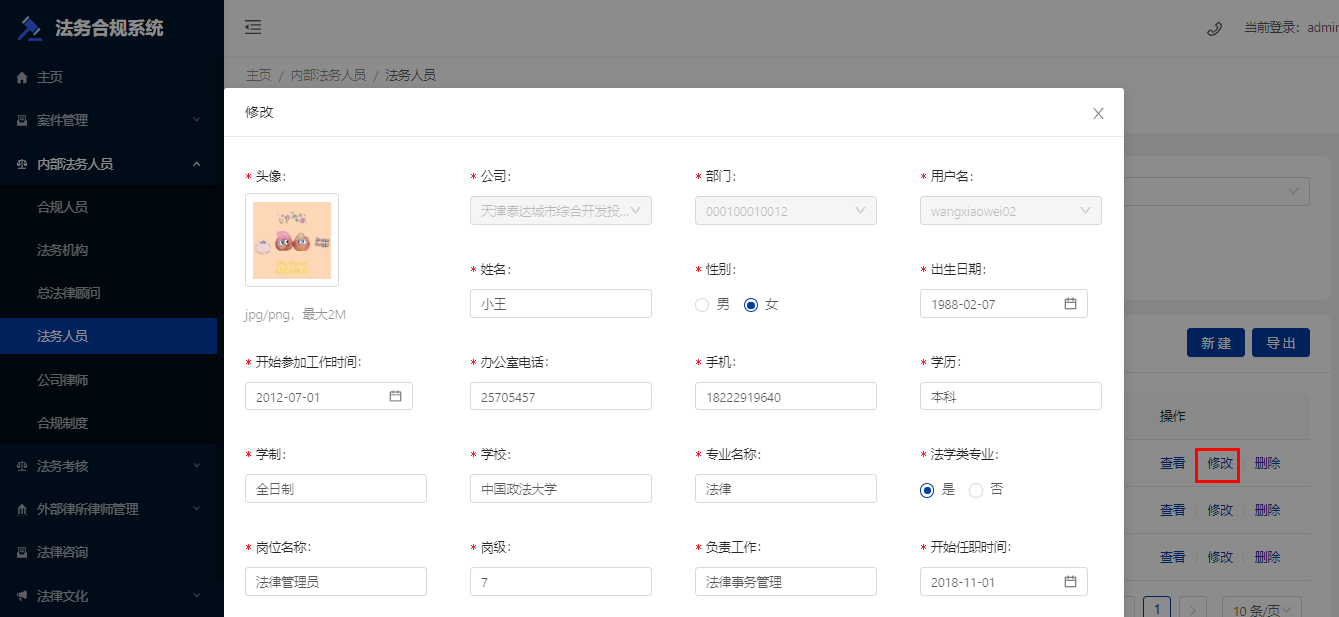 法务合规系统
当前登录: admin
主页
案件管理
内部法务人员
合规人员
法务机构
总法律顾问
法务人员
公司律师
合规制度
法务考核
外部律所律师管理
法律咨询
法律文化
主页 / 内部法务人员 / 法务人员
修改
* 头像:
* 公司:
* 部门:
* 用户名:
天津泰达城市综合开发投...
000100010012
wangxiaowei02
* 姓名:
* 性别:
* 出生日期:
小王
男 女
1988-02-07
jpg/png，最大2M
* 开始参加工作时间:
* 办公室电话:
* 手机:
* 学历:
2012-07-01
25705457
18222919640
本科
* 学制:
* 学校:
* 专业名称:
* 法学类专业:
全日制
中国政法大学
法律
是 否
* 岗位名称:
* 岗级:
* 负责工作:
* 开始任职时间:
法律管理员
7
法律事务管理
2018-11-01
新建 导出
操作
查看 修改 删除
查看 修改 删除
查看 修改 删除
1
10 条/页